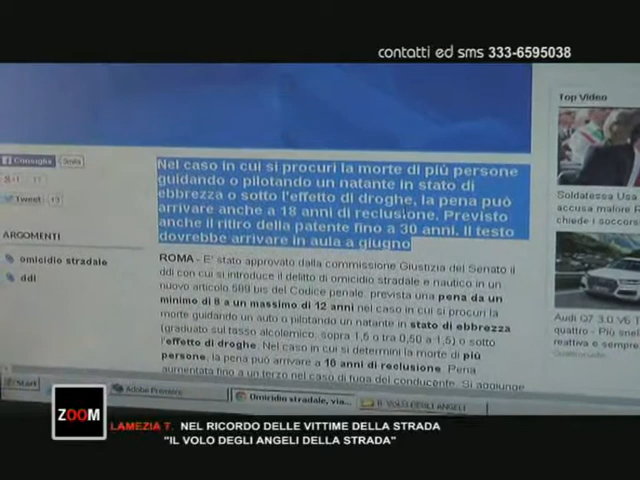 contatti ed sms 333-6595038
Top Video
Consiglia
Nel caso in cui si procuri la morte di più persone
guidando o pilotando un natante in stato di
ebbrezza o sotto l'effetto di droghe, la pena può
arrivare anche a 18 anni di reclusione. Previsto
anche il ritiro della patente fino a 30 anni. Il testo
dovrebbe arrivare in aula a giugno
Tweet 13
ARGOMENTI
omicidio stradale
ddl
ROMA - E' stato approvato dalla commissione Giustizia del Senato il
ddl con cui si introduce il delitto di omicidio stradale e nautico in un
nuovo articolo 589 bis del Codice penale. prevista una pena da un
minimo di 8 a un massimo di 12 anni nel caso in cui si procuri la
morte guidando un auto o pilotando un natante in stato di ebbrezza
(graduato sul tasso alcolemico: sopra 1,5 o tra 0,50 a 1,5) o sotto
l'effetto di droghe. Nel caso in cui si determini la morte di più
persone, la pena può arrivare a 18 anni di reclusione. Pena
aumentata fino a un terzo nel caso di fuga del conducente. Si aggiunge
Soldatessa Usa
accusa malore R
chiede i soccors
Audi Q7 3.0 V6 T
quattro - Più snel
reattiva e sempre
Start
Adobe Premiere
Omicidio stradale, via...
IL VOLO DEGLI ANGELI
ZOOM
LAMEZIA T. NEL RICORDO DELLE VITTIME DELLA STRADA
"IL VOLO DEGLI ANGELI DELLA STRADA"